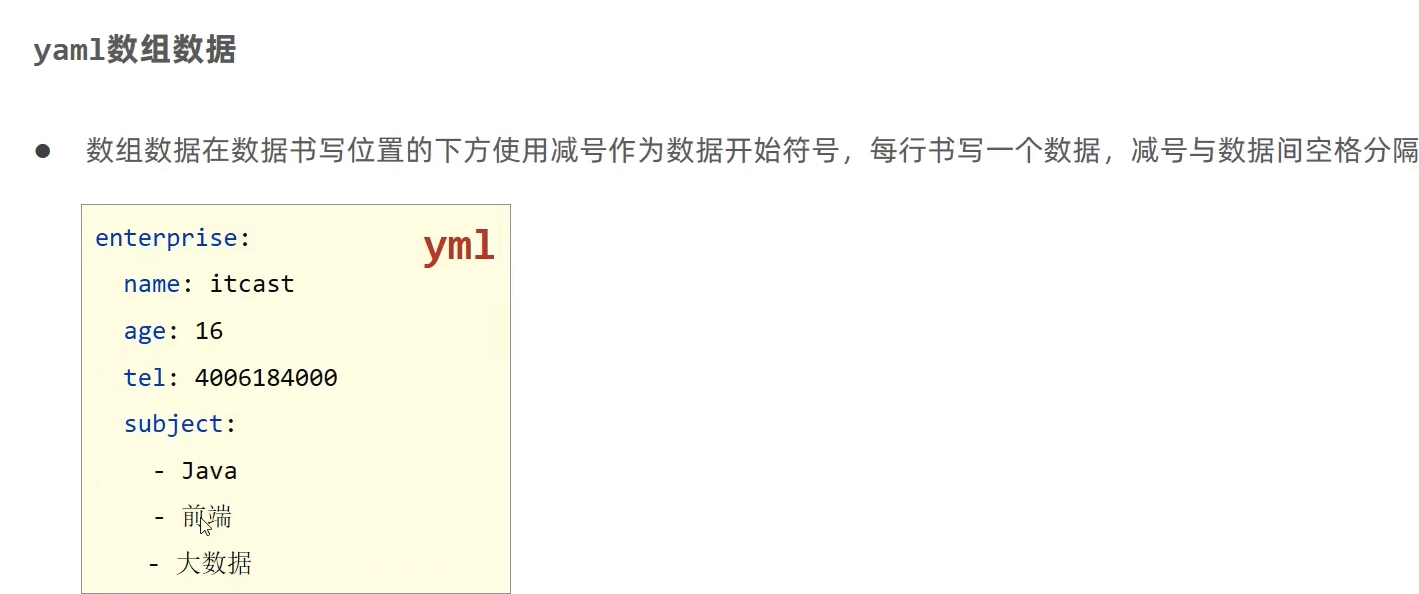 yaml数组数据
● 数组数据在数据书写位置的下方使用减号作为数据开始符号，每行书写一个数据，减号与数据间空格分隔
enterprise:
yml
name: itcast
age: 16
tel: 4006184000
subject:
- Java
- 前端
- 大数据